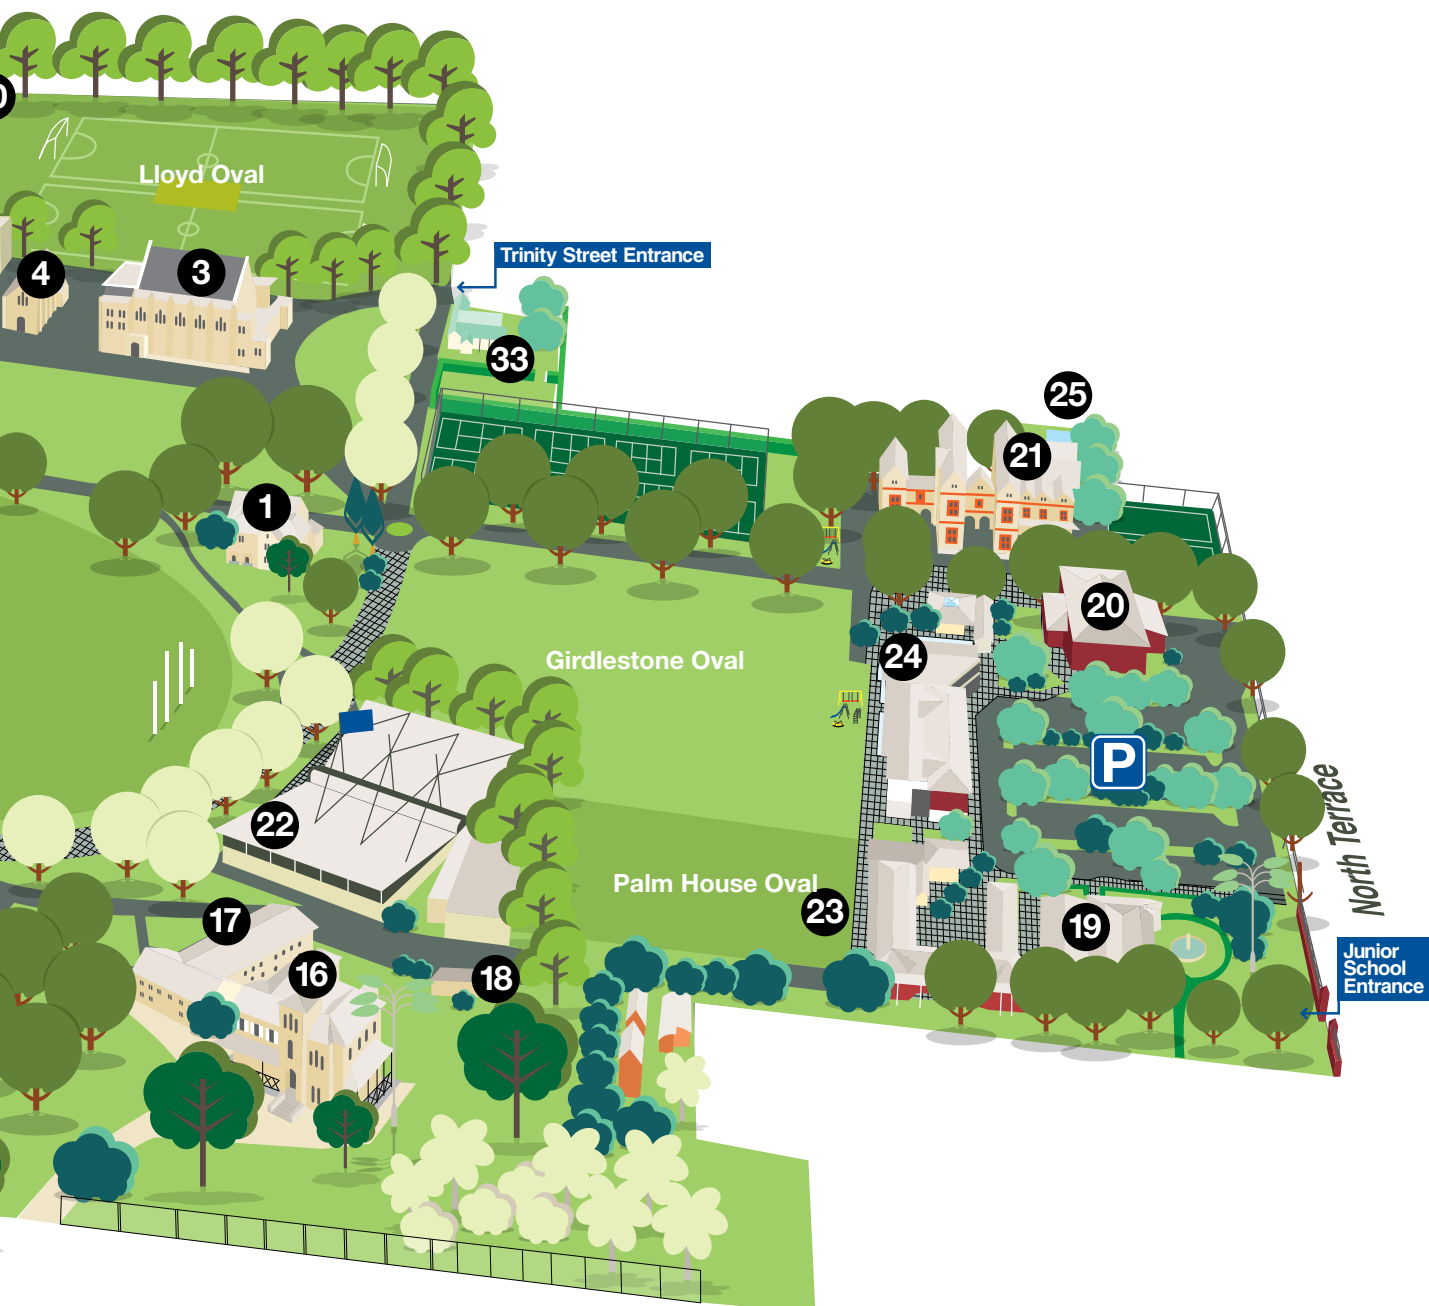 0
Lloyd Oval
4
3
Trinity Street Entrance
33
25
21
1
20
24
Girdlestone Oval
P
22
North Terrace
Palm House Oval
23
17
19
16
18
Junior
School
Entrance